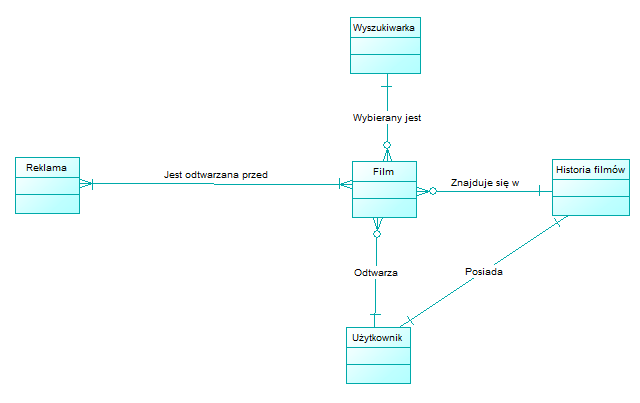 Wyszukiwarka
Wybierany jest
Reklama
Jest odtwarzana przed
Film
Znajduje się w
Historia filmów
Odtwarza
Posiada
Użytkownik